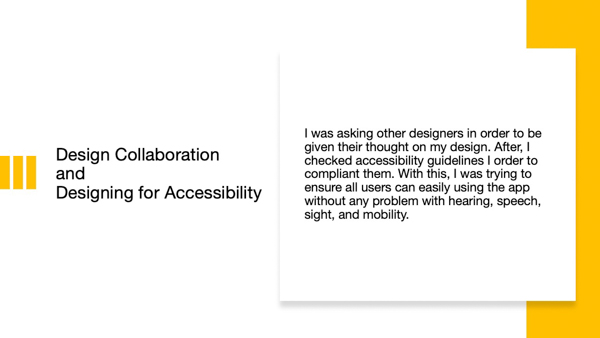 Design Collaboration
and
Designing for Accessibility
I was asking other designers in order to be
given their thought on my design. After, I
checked accessibility guidelines I order to
compliant them. With this, I was trying to
ensure all users can easily using the app
without any problem with hearing, speech,
sight, and mobility.